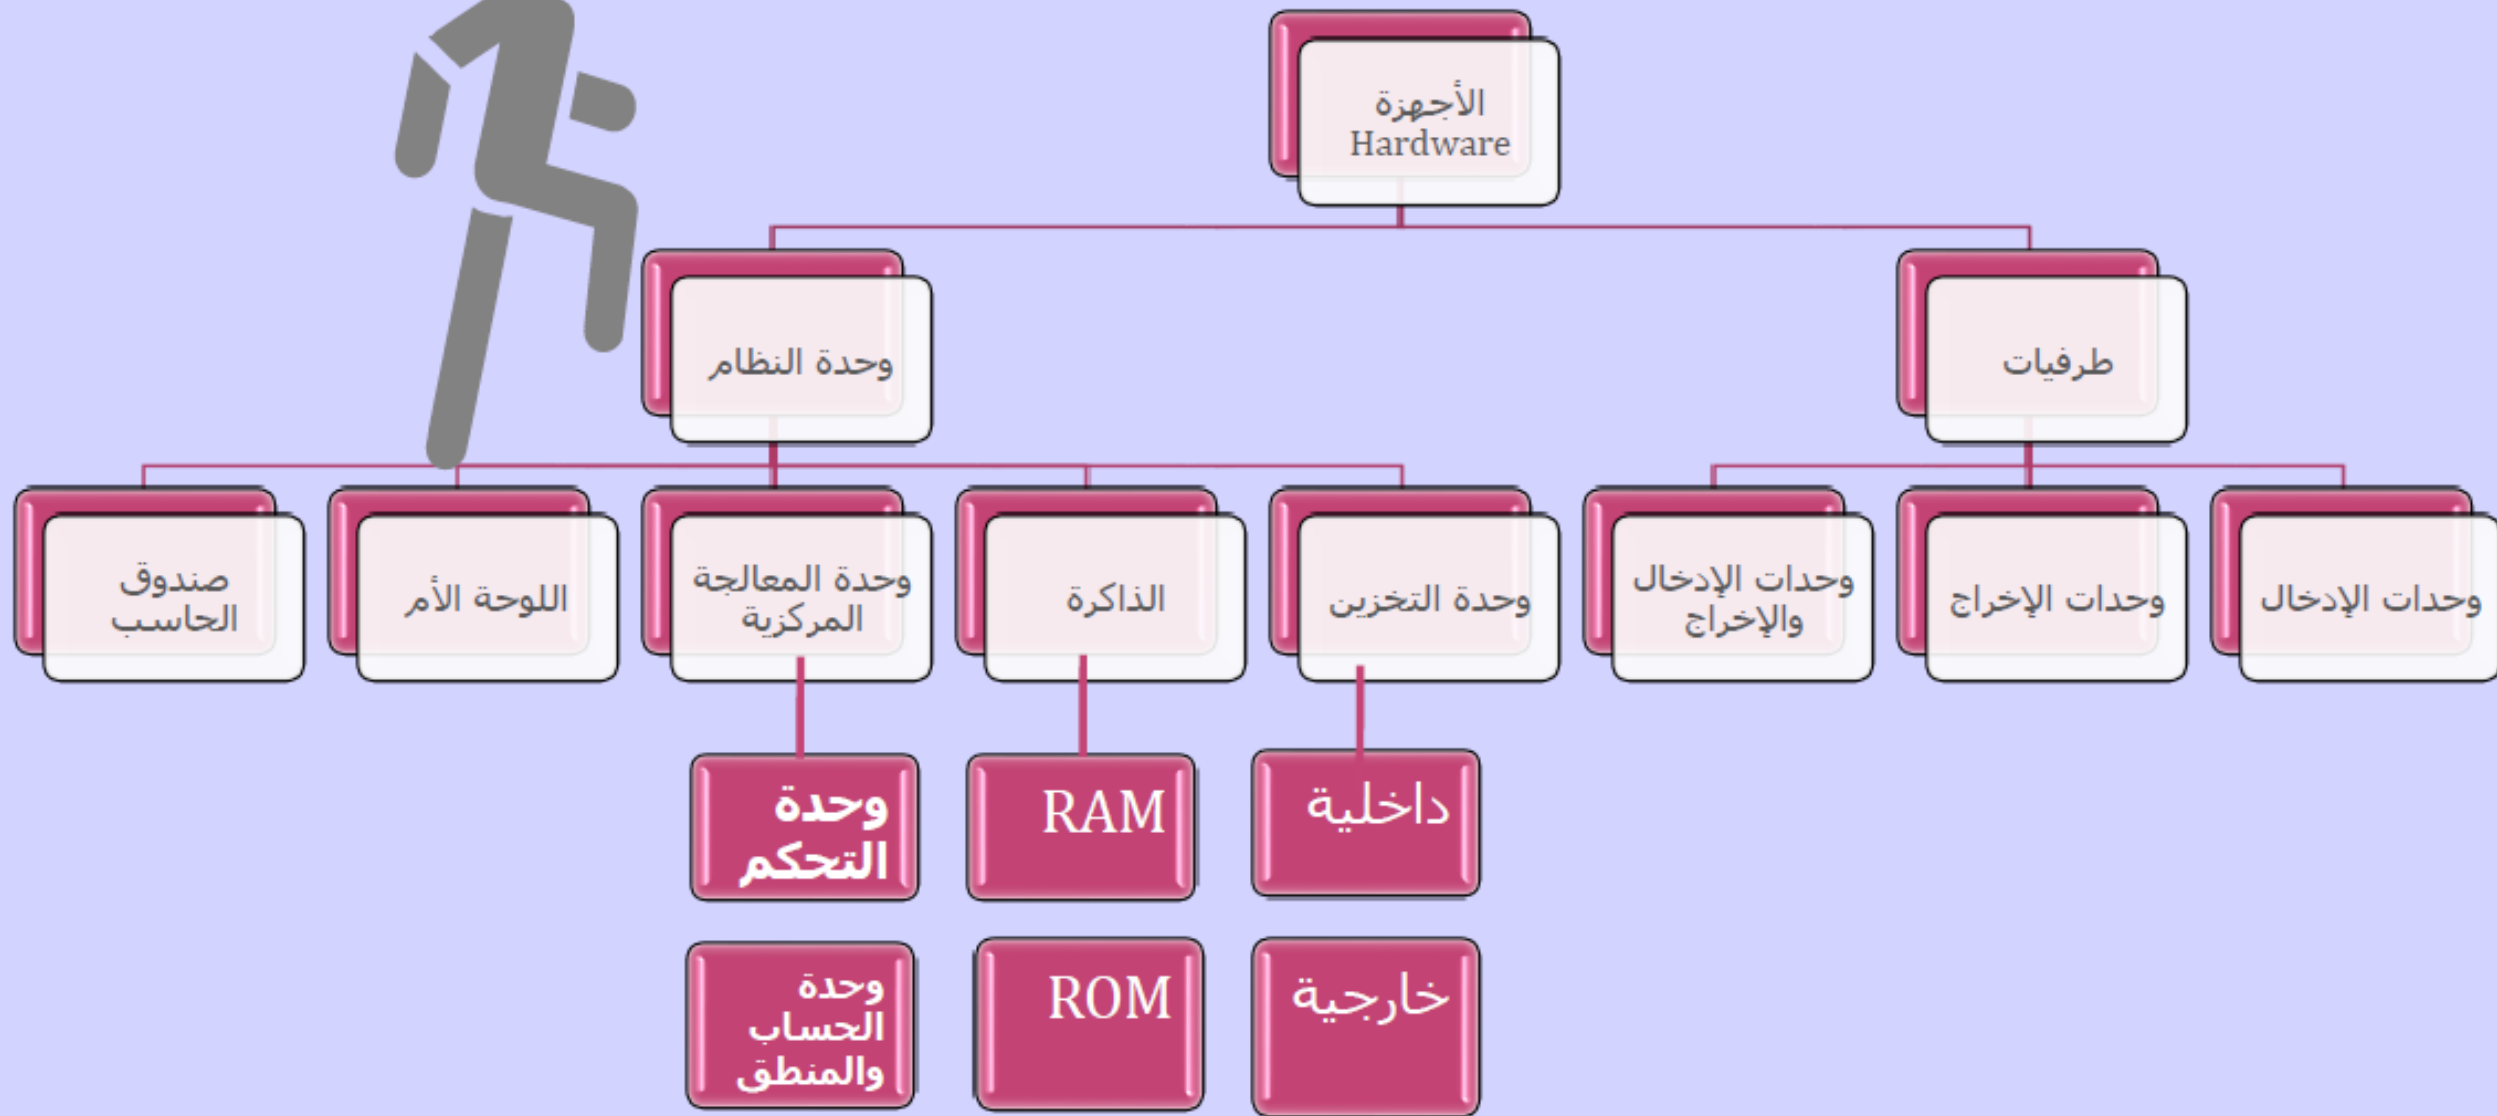 الأجهزة
Hardware
طرفيات
وحدة النظام
وحدات الإدخال
وحدات الإخراج
وحدات الإدخال
والإخراج
وحدة التخزين
الذاكرة
وحدة المعالجة
المركزية
اللوحة الأم
صندوق
الحاسب
داخلية
RAM
وحدة
التحكم
خارجية
ROM
وحدة
الحساب
والمنطق